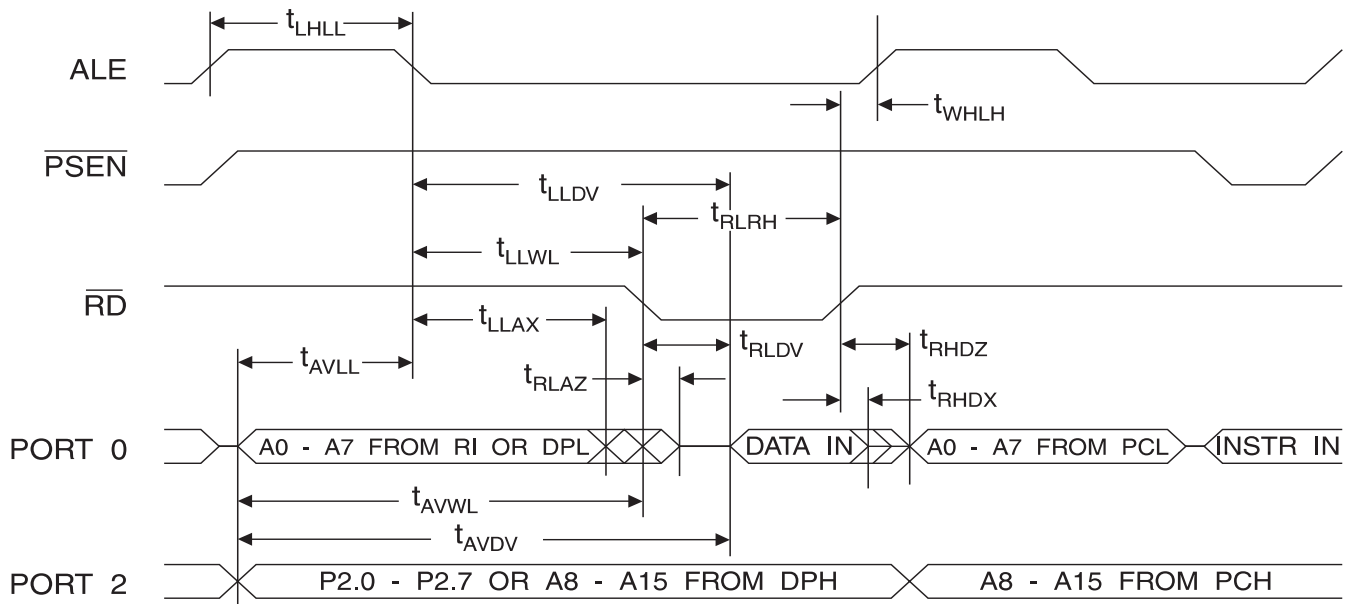 tLHLL
ALE
tWHLH
PSEN
tLLDV
tRLRH
tLLWL
RD
tLLAX
tRLDV
tRHDZ
tAVLL
tRLAZ
tRHDX
PORT 0
A0 - A7 FROM RI OR DPL
DATA IN
A0 - A7 FROM PCL
INSTR IN
tAVWL
tAVDV
PORT 2
P2.0 - P2.7 OR A8 - A15 FROM DPH
A8 - A15 FROM PCH